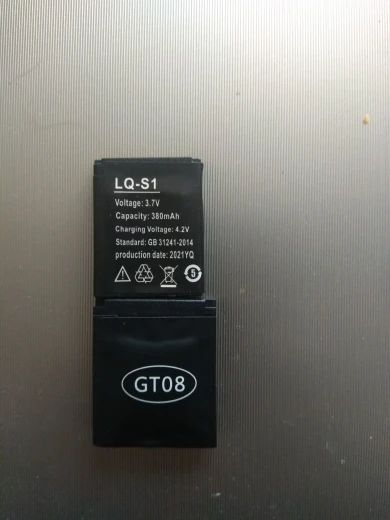 LQ-S1
Voltage: 3.7V
Capacity: 380mAh
Charging Voltage: 4.2V
Standard: GB 31241-2014
production date: 2021YQ
5
GT08